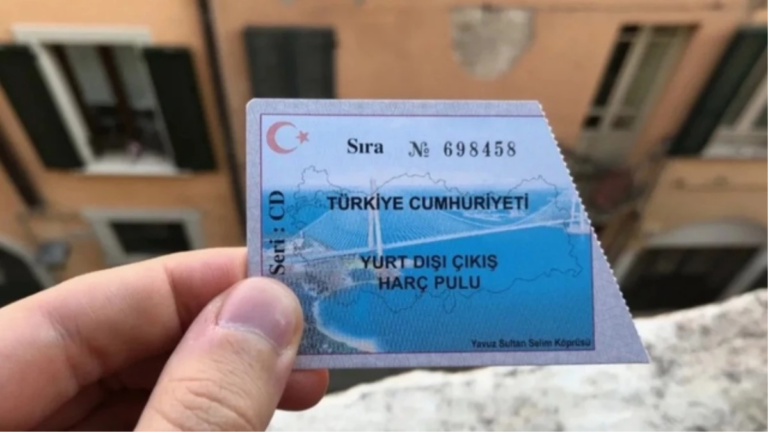 Sıra № 698458
Seri : CD
TÜRKİYE CUMHURİYETİ
YURT DIŞI ÇIKIŞ
HARÇ PULU
Yavuz Sultan Selim Köprüsü